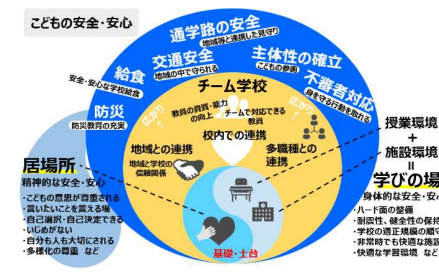 こどもの安全・安心
通学路の安全
地域等と連携した見守り
交通安全
地域の中で守られる
主体性の確立
こどもの参画
給食
安全・安心な学校給食
不審者対応
身を守る行動を取れる
防災
防災教育の充実
チーム学校
広がり
教員の資質・能力
の向上
チームで対応できる
教員
広がり
校内での連携
地域との連携
地域と学校の
信頼関係
多職種との
連携
授業環境
+
施設環境
=
居場所
精神的な安全・安心
・こどもの意思が尊重される
・言いたいことを言える場
・自己選択・自己決定できる
・いじめがない
・自分も人も大切にされる
・多様化の尊重 など
学びの場
身体的な安全・安心
・ハード面の整備
・耐震性、健全性の保持
・学校の適正規模の順守
・非常時でも快適な施設
・快適な学習環境 など
基礎・土台